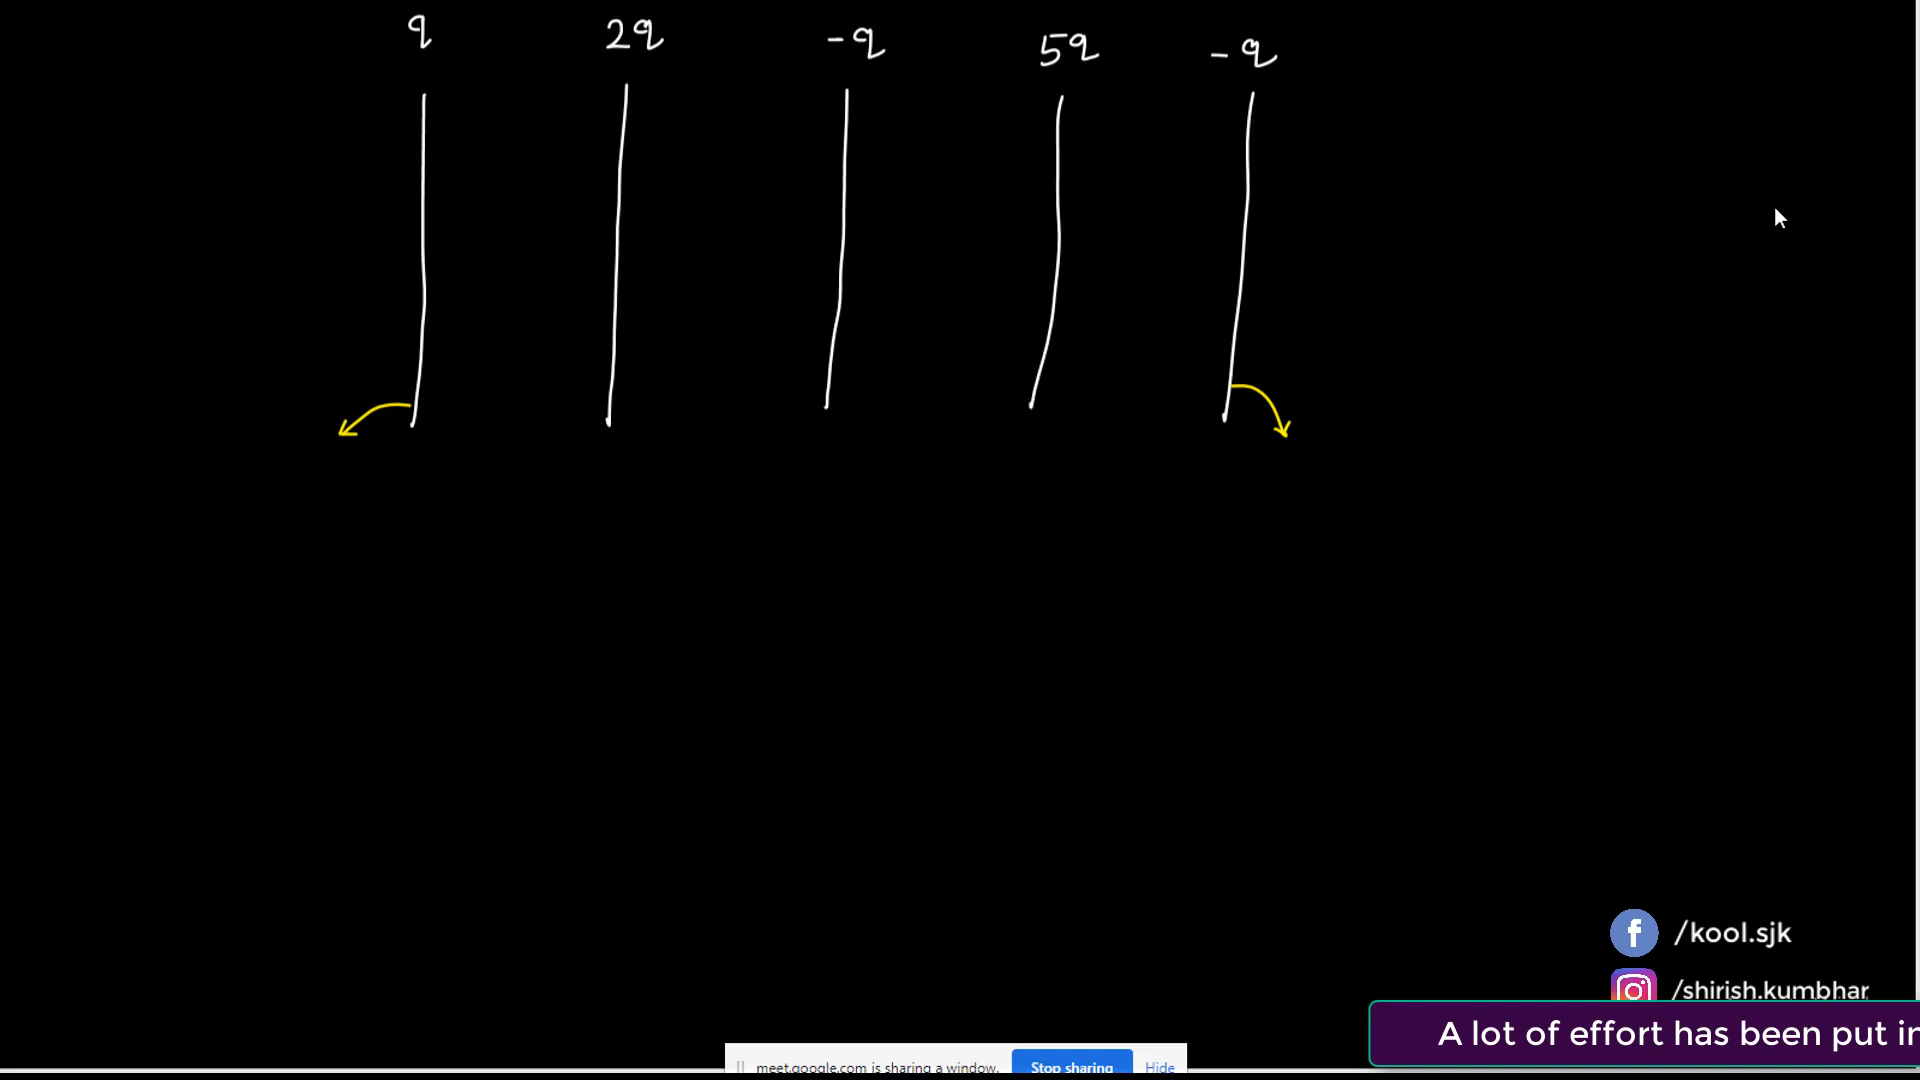 q 2q -q 5q -q
/kool.sjk
/shirish.kumbhar
A lot of effort has been put in
meet.google.com is sharing a window. Stop sharing Hide